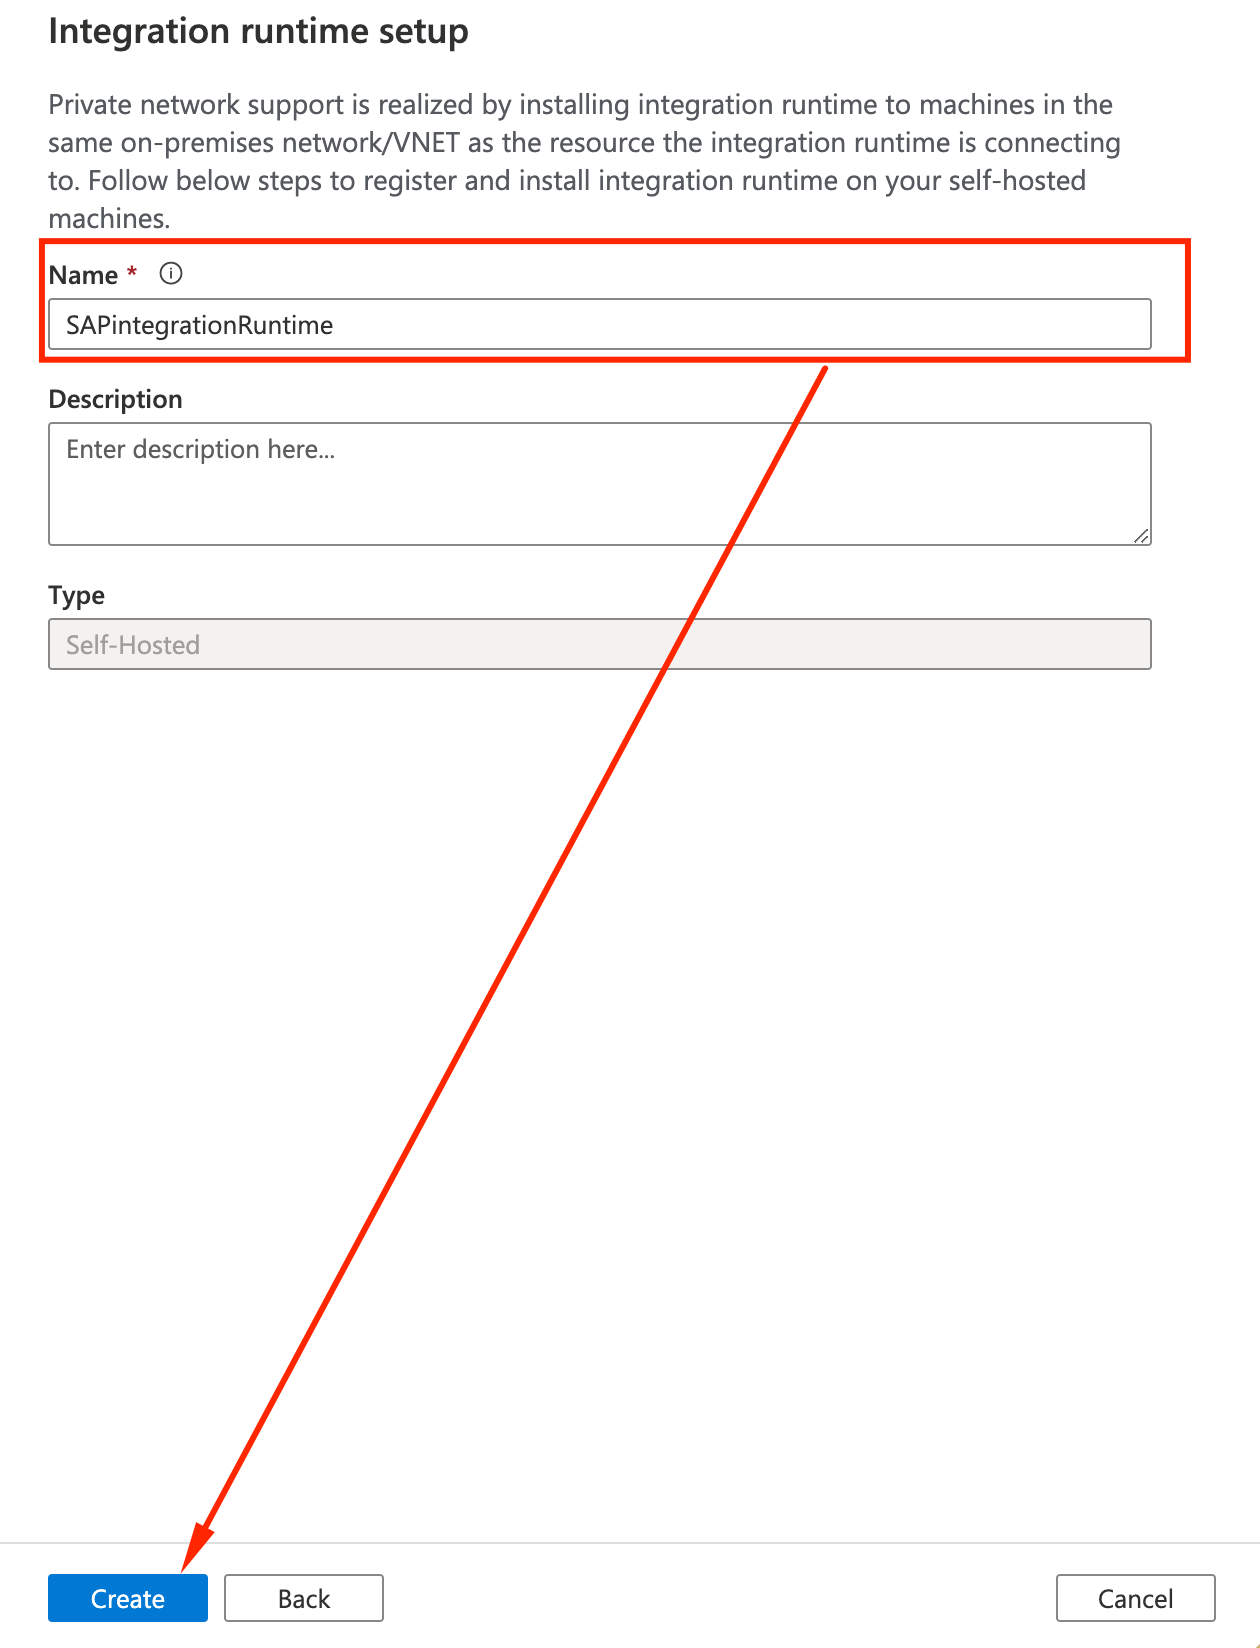 Integration runtime setup
Private network support is realized by installing integration runtime to machines in the
same on-premises network/VNET as the resource the integration runtime is connecting
to. Follow below steps to register and install integration runtime on your self-hosted
machines.
Name *
SAPintegrationRuntime
Description
Enter description here...
Type
Self-Hosted
Create
Back
Cancel